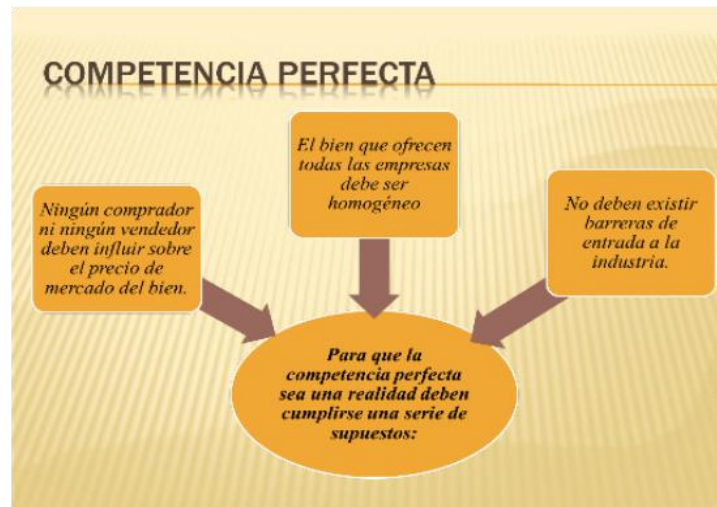 COMPETENCIA PERFECTA
El bien que ofrecen
todas las empresas
debe ser
homogéneo
Ningún comprador
ni ningún vendedor
deben influir sobre
el precio de
mercado del bien.
No deben existir
barreras de
entrada a la
industria.
Para que la
competencia perfecta
sea una realidad deben
cumplirse una serie de
supuestos: